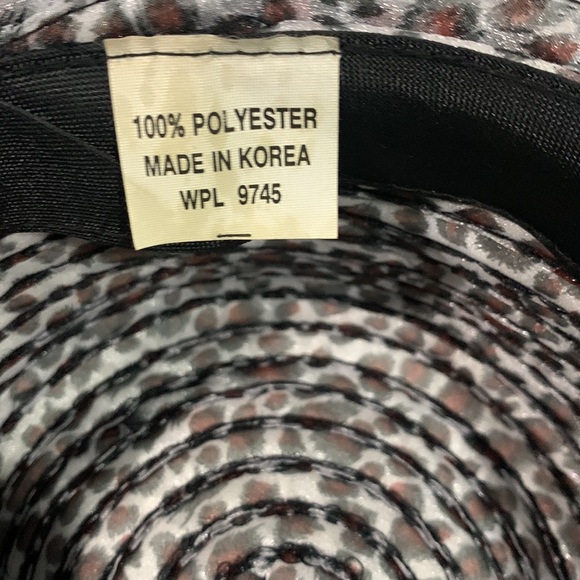 100% POLYESTER
MADE IN KOREA
WPL 9745